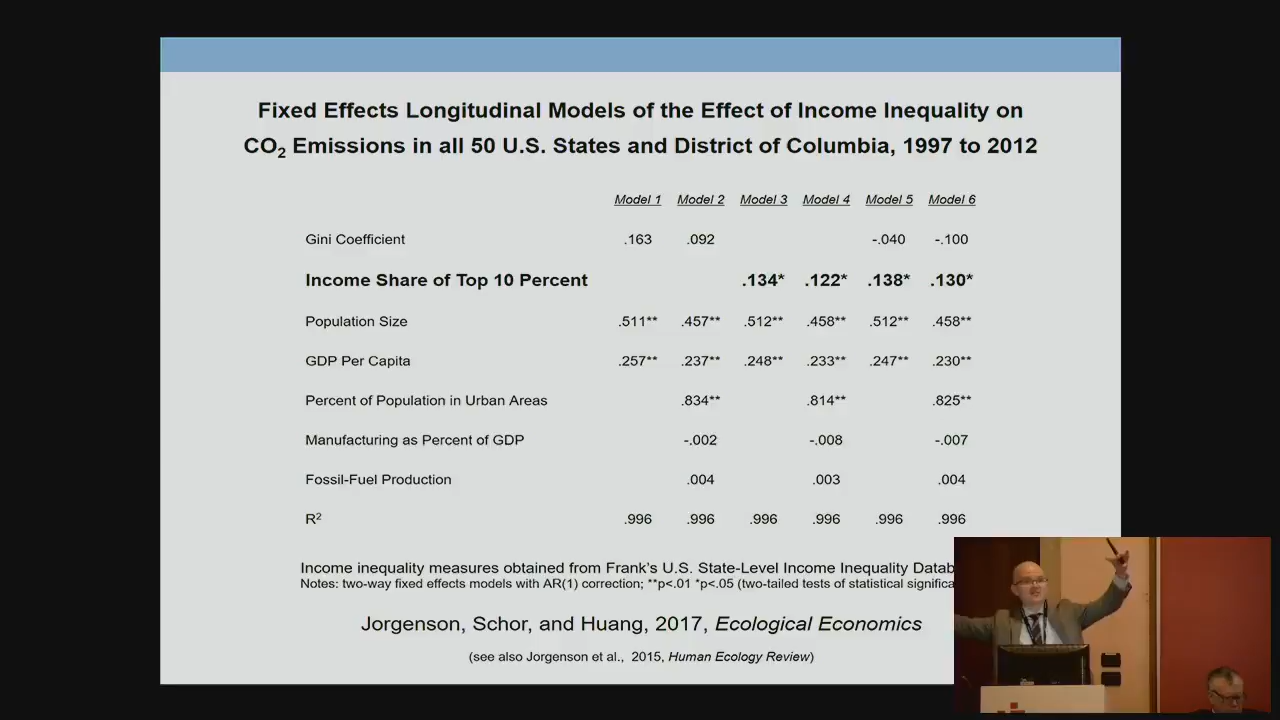 Fixed Effects Longitudinal Models of the Effect of Income Inequality on
CO₂ Emissions in all 50 U.S. States and District of Columbia, 1997 to 2012
Model 1 Model 2 Model 3 Model 4 Model 5 Model 6
Gini Coefficient .163 .092 -.040 -.100
Income Share of Top 10 Percent .134* .122* .138* .130*
Population Size .511** .457** .512** .458** .512** .458**
GDP Per Capita .257** .237** .248** .233** .247** .230**
Percent of Population in Urban Areas .834** .814** .825**
Manufacturing as Percent of GDP -.002 -.008 -.007
Fossil-Fuel Production .004 .003 .004
R² .996 .996 .996 .996 .996 .996
Income inequality measures obtained from Frank's U.S. State-Level Income Inequality
Notes: two-way fixed effects models with AR(1) correction; **p<.01 *p<.05 (two-tailed tests of statistical
Jorgenson, Schor, and Huang, 2017, Ecological Economics
(see also Jorgenson et al., 2015, Human Ecology Review)